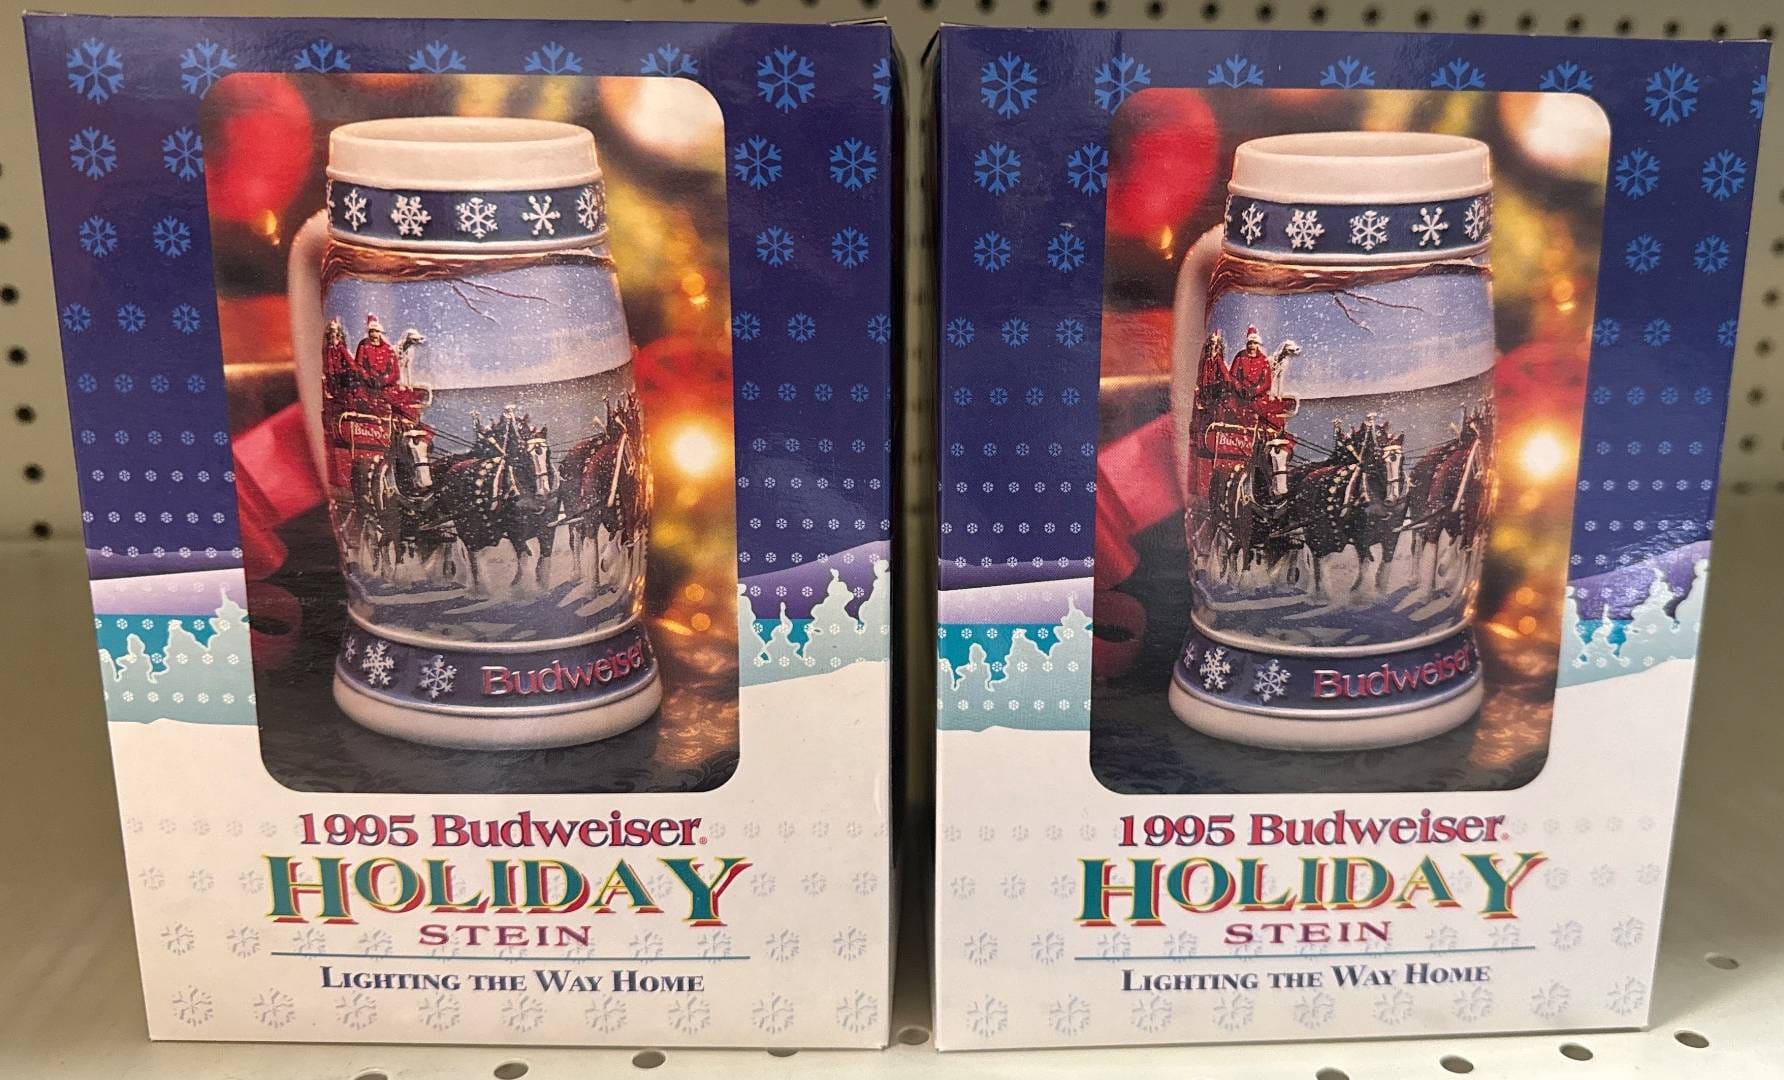 Budweiser
1995 Budweiser®
HOLIDAY
STEIN
LIGHTING THE WAY HOME
Budweiser
1995 Budweiser®
HOLIDAY
STEIN
LIGHTING THE WAY HOME